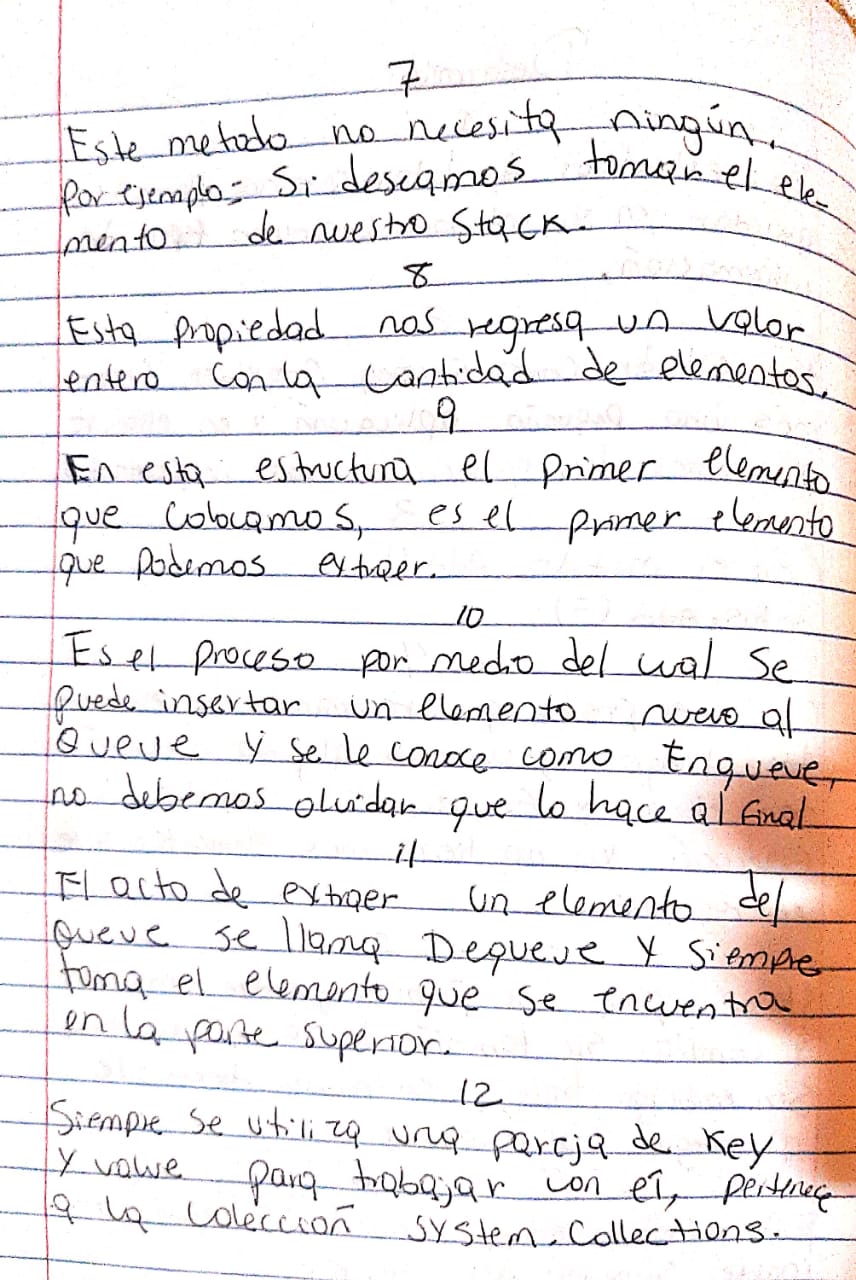 7
Este metodo no necesita ningún.
por ejemplo: Si deseamos tomar el ele-
mento de nuestro Stack.
8
Esta propiedad nos regresa un valor
entero con la cantidad de elementos.
9
En esta estructura el primer elemento
que colocamos, es el primer elemento
que podemos extraer.
10
Es el proceso por medio del cual se
puede insertar un elemento nuevo al
Queue y se le conoce como Enqueue,
no debemos olvidar que lo hace al final
11
El acto de extraer un elemento del
Queue se llama Dequeue y siempre
toma el elemento que se encuentra
en la parte superior.
12
Siempre se utiliza una pareja de Key
y value para trabajar con él, pertenece
a la colección System.Collections.